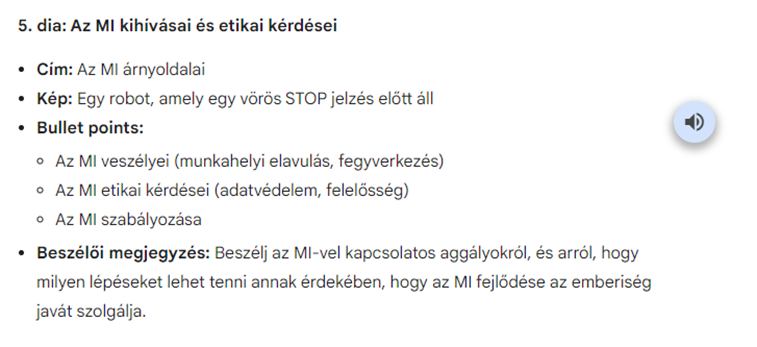 5. dia: Az MI kihívásai és etikai kérdései
Cím: Az MI árnyoldalai
Kép: Egy robot, amely egy vörös STOP jelzés előtt áll
Bullet points:
Az MI veszélyei (munkahelyi elavulás, fegyverkezés)
Az MI etikai kérdései (adatvédelem, felelősség)
Az MI szabályozása
Beszélői megjegyzés: Beszélj az MI-vel kapcsolatos aggályokról, és arról, hogy
milyen lépéseket lehet tenni annak érdekében, hogy az MI fejlődése az emberiség
javát szolgálja.